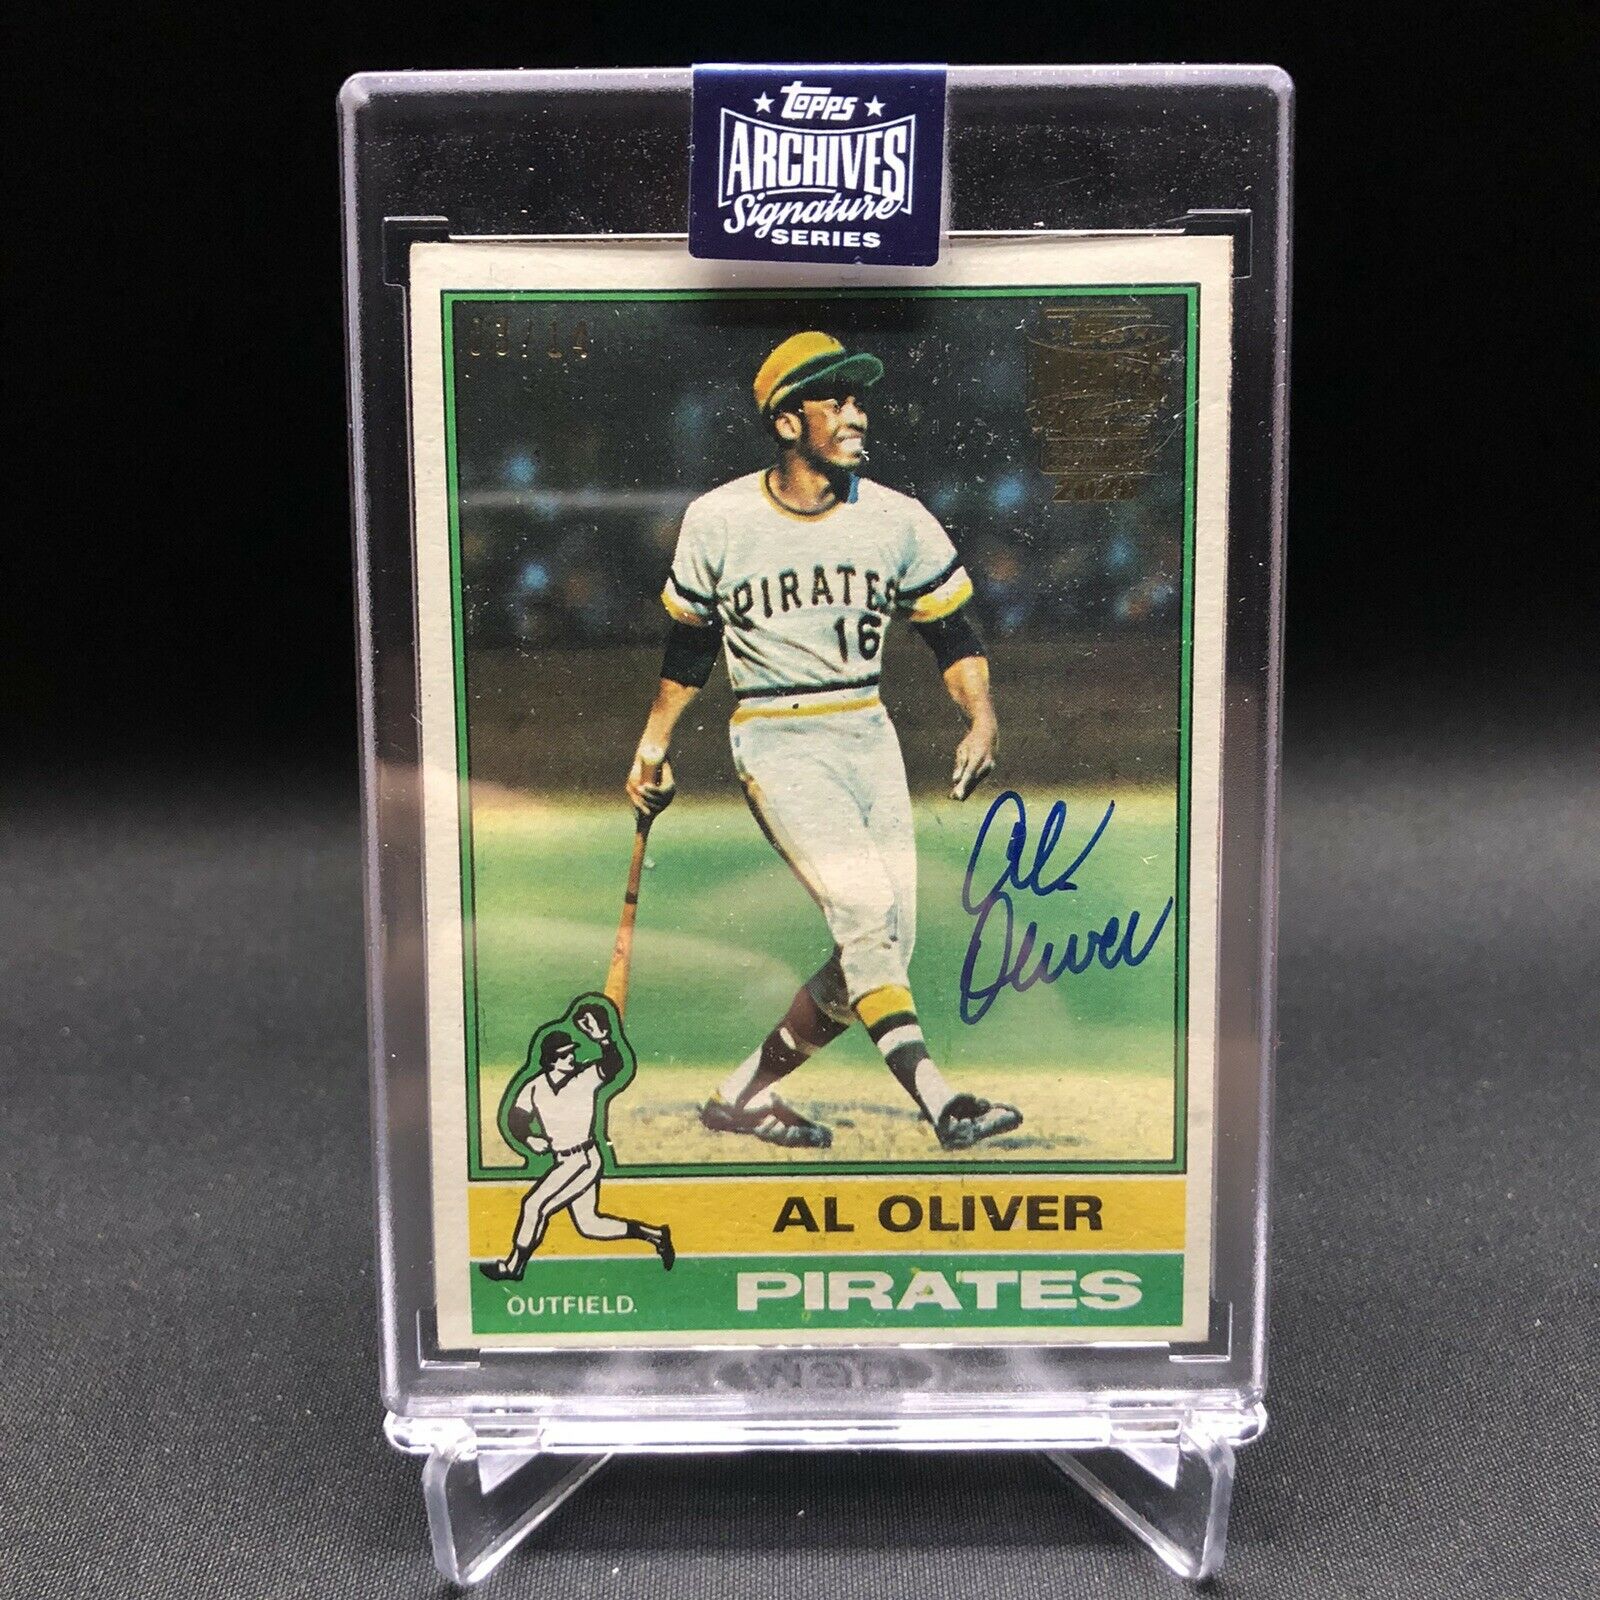 Topps
ARCHIVES
Signature
SERIES
PIRATES
16
Al
Oliver
AL OLIVER
PIRATES
OUTFIELD.